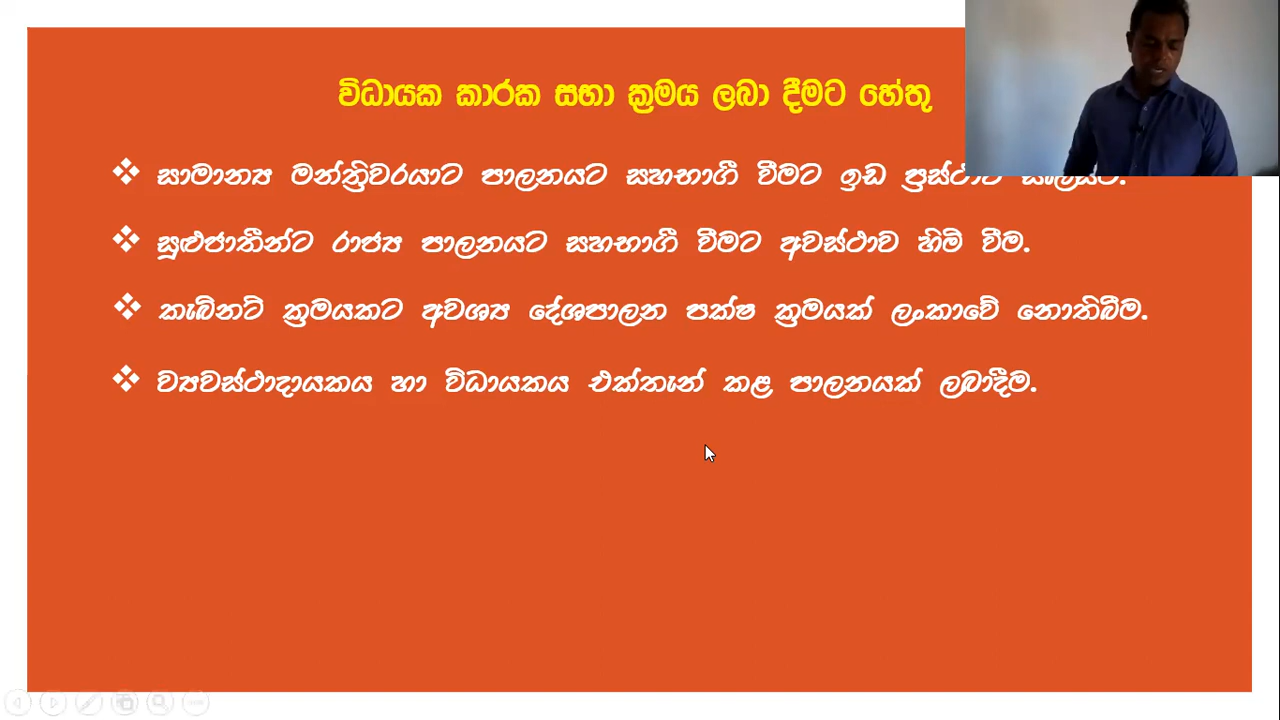 විධායක කාරක සභා ක්‍රමය ලබා දීමට හේතු
❖ සාමාන්‍ය මන්ත්‍රිවරයාට පාලනයට සහභාගී වීමට ඉඩ ප්‍රස්ථාව
❖ සුළුජාතීන්ට රාජ්‍ය පාලනයට සහභාගී වීමට අවස්ථාව හිමි වීම.
❖ කැබිනට් ක්‍රමයකට අවශ්‍ය දේශපාලන පක්ෂ ක්‍රමයක් ලංකාවේ නොතිබීම.
❖ ව්‍යවස්ථාදායකය හා විධායකය එක්තැන් කළ පාලනයක් ලබාදීම.